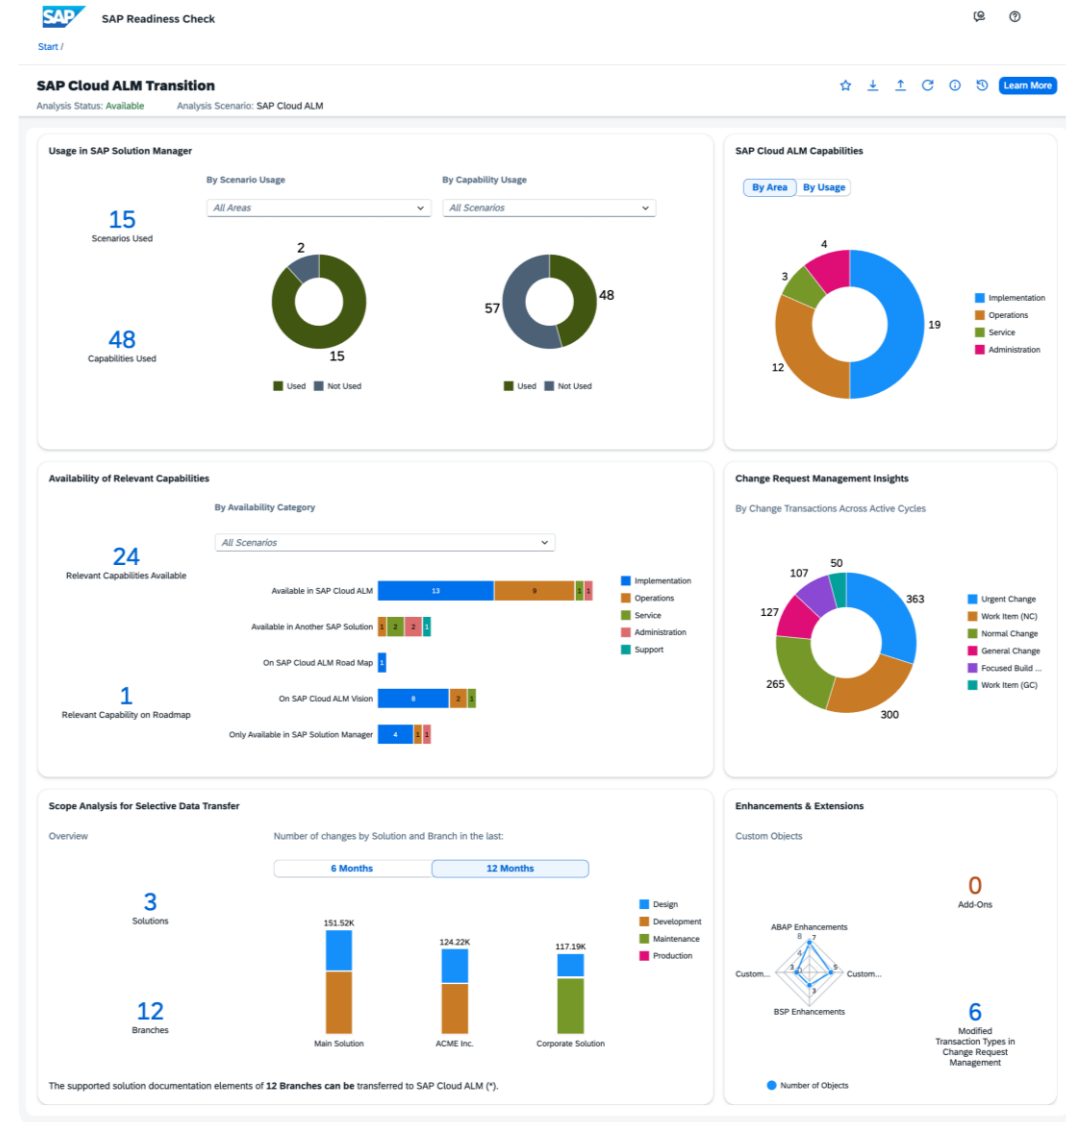 SAP
SAP Readiness Check
Start /
SAP Cloud ALM Transition
Analysis Status: Available
Analysis Scenario: SAP Cloud ALM
Learn More
Usage in SAP Solution Manager
By Scenario Usage
By Capability Usage
All Areas
All Scenarios
15
Scenarios Used
48
Capabilities Used
2
15
Used
Not Used
57
48
Used
Not Used
SAP Cloud ALM Capabilities
By Area
By Usage
4
3
19
12
Implementation
Operations
Service
Administration
Availability of Relevant Capabilities
By Availability Category
All Scenarios
24
Relevant Capabilities Available
1
Relevant Capability on Roadmap
Available in SAP Cloud ALM
13
9
1
1
Available in Another SAP Solution
1
2
2
1
On SAP Cloud ALM Road Map
1
On SAP Cloud ALM Vision
8
2
1
Only Available in SAP Solution Manager
4
1
1
Implementation
Operations
Service
Administration
Support
Change Request Management Insights
By Change Transactions Across Active Cycles
50
107
363
127
265
300
Urgent Change
Work Item (NC)
Normal Change
General Change
Focused Build ...
Work Item (GC)
Scope Analysis for Selective Data Transfer
Overview
Number of changes by Solution and Branch in the last:
6 Months
12 Months
3
Solutions
12
Branches
151.52K
124.22K
117.19K
Main Solution
ACME Inc.
Corporate Solution
Design
Development
Maintenance
Production
The supported solution documentation elements of 12 Branches can be transferred to SAP Cloud ALM (*).
Enhancements & Extensions
Custom Objects
0
Add-Ons
ABAP Enhancements
8
7
4
3
0
5
Custom...
Custom...
3
BSP Enhancements
6
Modified
Transaction Types in
Change Request
Management
Number of Objects